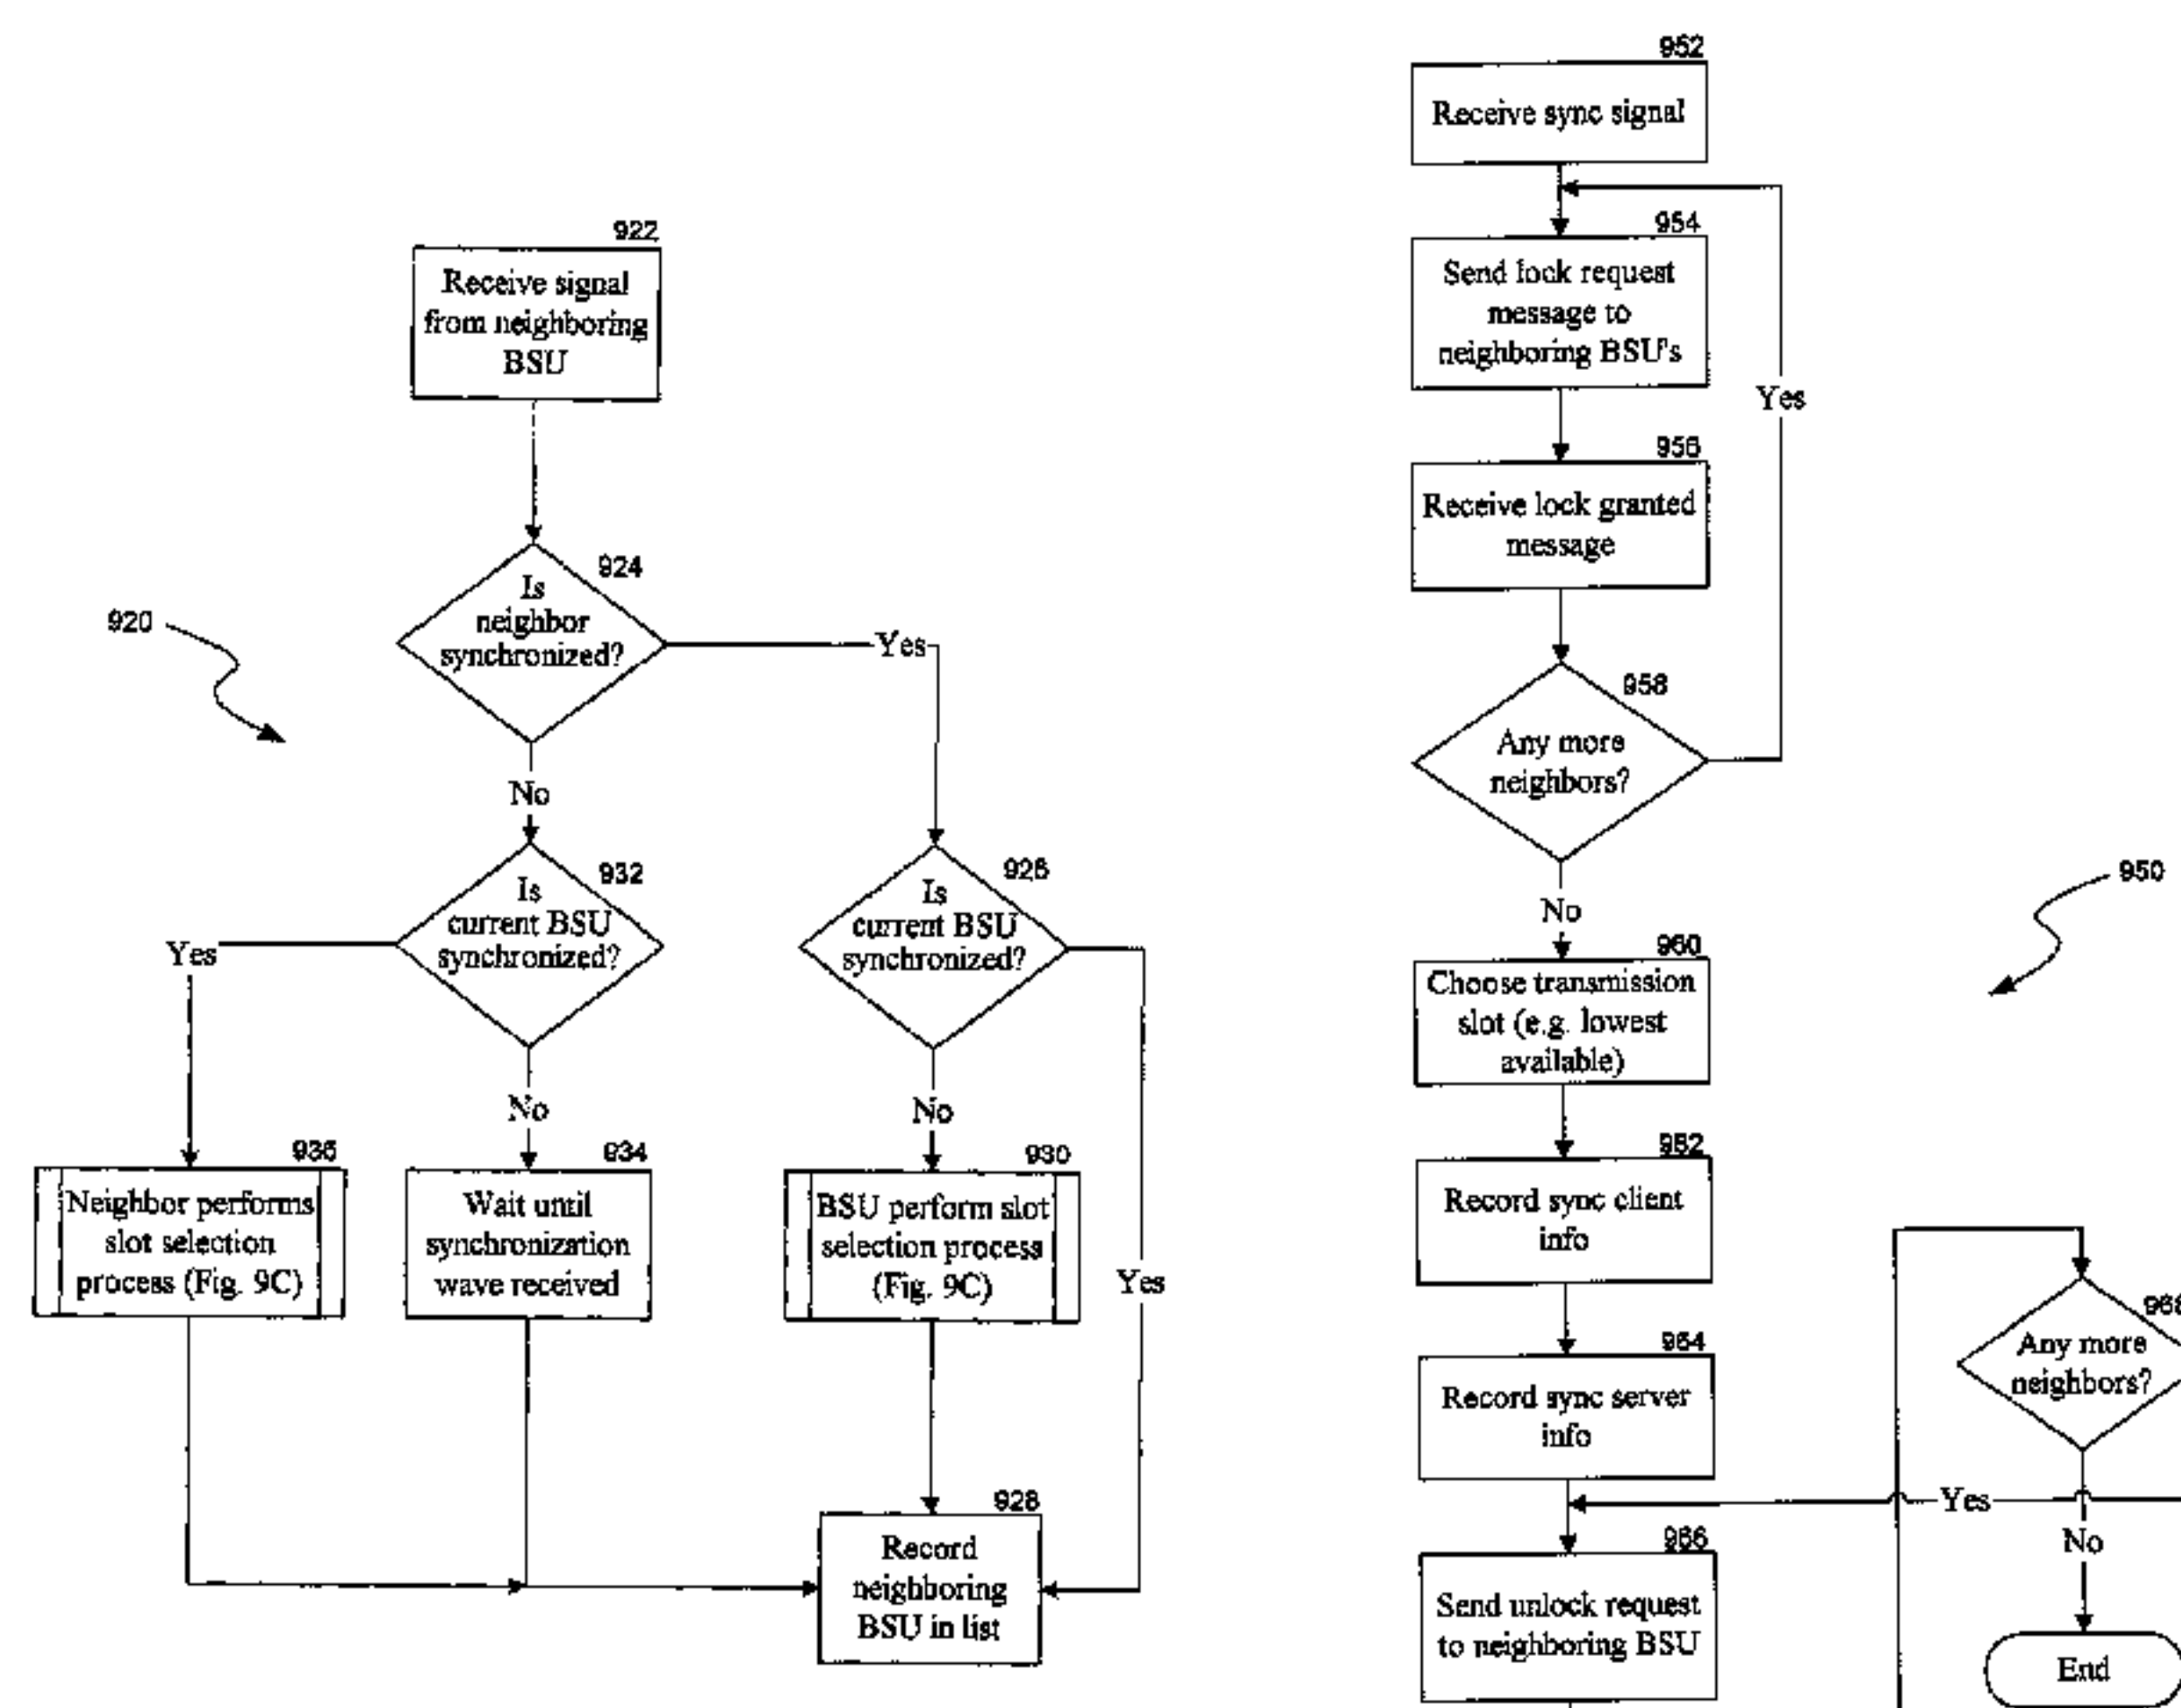 922
Receive signal
from neighboring
BSU
924
Is
neighbor
synchronized?
920
Yes
No
932
Is
current BSU
synchronized?
926
Is
current BSU
synchronized?
Yes
No
No
Yes
936
Neighbor performs
slot selection
process (Fig. 9C)
934
Wait until
synchronization
wave received
930
BSU perform slot
selection process
(Fig. 9C)
928
Record
neighboring
BSU in list
952
Receive sync signal
954
Send lock request
message to
neighboring BSU's
Yes
956
Receive lock granted
message
958
Any more
neighbors?
No
950
960
Choose transmission
slot (e.g. lowest
available)
962
Record sync client
info
964
Record sync server
info
966
Send unlock request
to neighboring BSU
968
Any more
neighbors?
Yes
No
End